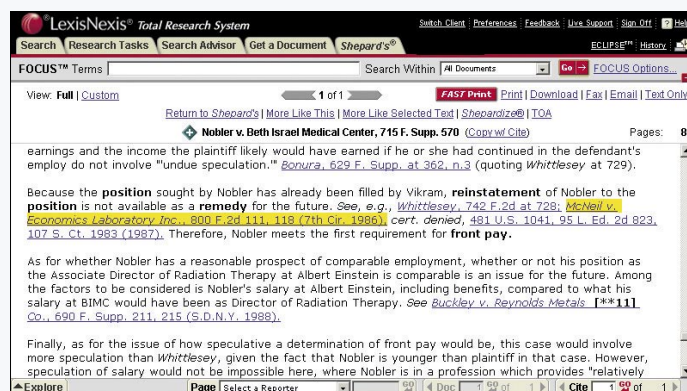 LexisNexis® Total Research System
Switch Client Preferences Feedback Live Support Sign Off ? Help
Search Research Tasks Search Advisor Get a Document Shepard's®
ECLIPSE™ History
FOCUS™ Terms Search Within All Documents Go → FOCUS Options...
View: Full | Custom
1 of 1
FAST Print Print | Download | Fax | Email | Text Only
Return to Shepard's | More Like This | More Like Selected Text | Shepardize® | TOA
Nobler v. Beth Israel Medical Center, 715 F. Supp. 570 (Copy w/ Cite) Pages: 8
earnings and the income the plaintiff likely would have earned if he or she had continued in the defendant's
employ do not involve "'undue speculation.'" Bonura, 629 F. Supp. at 362, n.3 (quoting Whittlesey at 729).
Because the position sought by Nobler has already been filled by Vikram, reinstatement of Nobler to the
position is not available as a remedy for the future. See, e.g., Whittlesey, 742 F.2d at 728; McNeil v.
Economics Laboratory Inc., 800 F.2d 111, 118 (7th Cir. 1986), cert. denied, 481 U.S. 1041, 95 L. Ed. 2d 823,
107 S. Ct. 1983 (1987). Therefore, Nobler meets the first requirement for front pay.
As for whether Nobler has a reasonable prospect of comparable employment, whether or not his position as
the Associate Director of Radiation Therapy at Albert Einstein is comparable is an issue for the future. Among
the factors to be considered is Nobler's salary at Albert Einstein, including benefits, compared to what his
salary at BIMC would have been as Director of Radiation Therapy. See Buckley v. Reynolds Metals [**11]
Co., 690 F. Supp. 211, 215 (S.D.N.Y. 1988).
Finally, as for the issue of how speculative a determination of front pay would be, this case would involve
more speculation than Whittlesey, given the fact that Nobler is younger than plaintiff in that case. However,
speculation of salary would not be impossible here, where Nobler is in a profession which provides "relatively
Explore Page Select a Reporter GO Doc 1 GO of 1 Cite 1 GO of 1